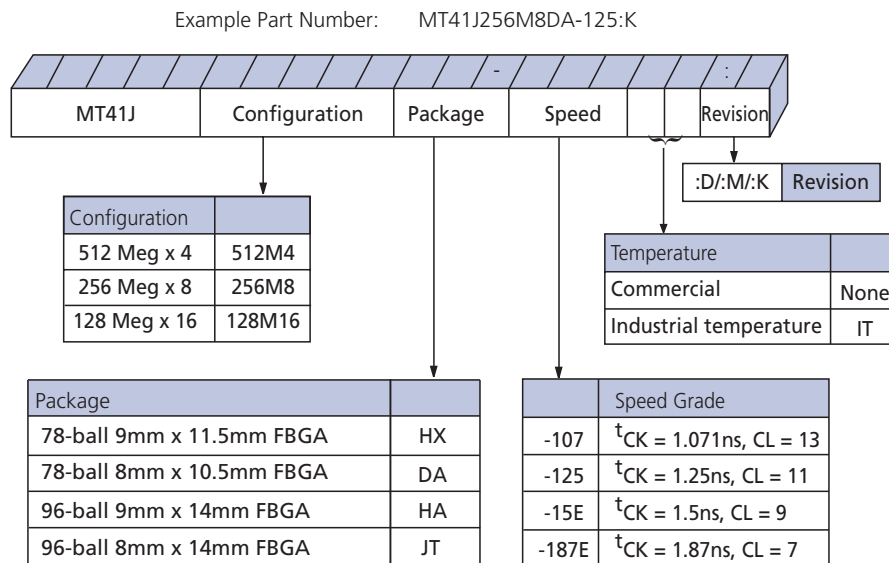 Example Part Number: MT41J256M8DA-125:K
- :
MT41J Configuration Package Speed Revision
:D/:M/:K Revision
Configuration
512 Meg x 4 512M4
256 Meg x 8 256M8
128 Meg x 16 128M16
Temperature
Commercial None
Industrial temperature IT
Package
78-ball 9mm x 11.5mm FBGA HX
78-ball 8mm x 10.5mm FBGA DA
96-ball 9mm x 14mm FBGA HA
96-ball 8mm x 14mm FBGA JT
Speed Grade
-107 tCK = 1.071ns, CL = 13
-125 tCK = 1.25ns, CL = 11
-15E tCK = 1.5ns, CL = 9
-187E tCK = 1.87ns, CL = 7